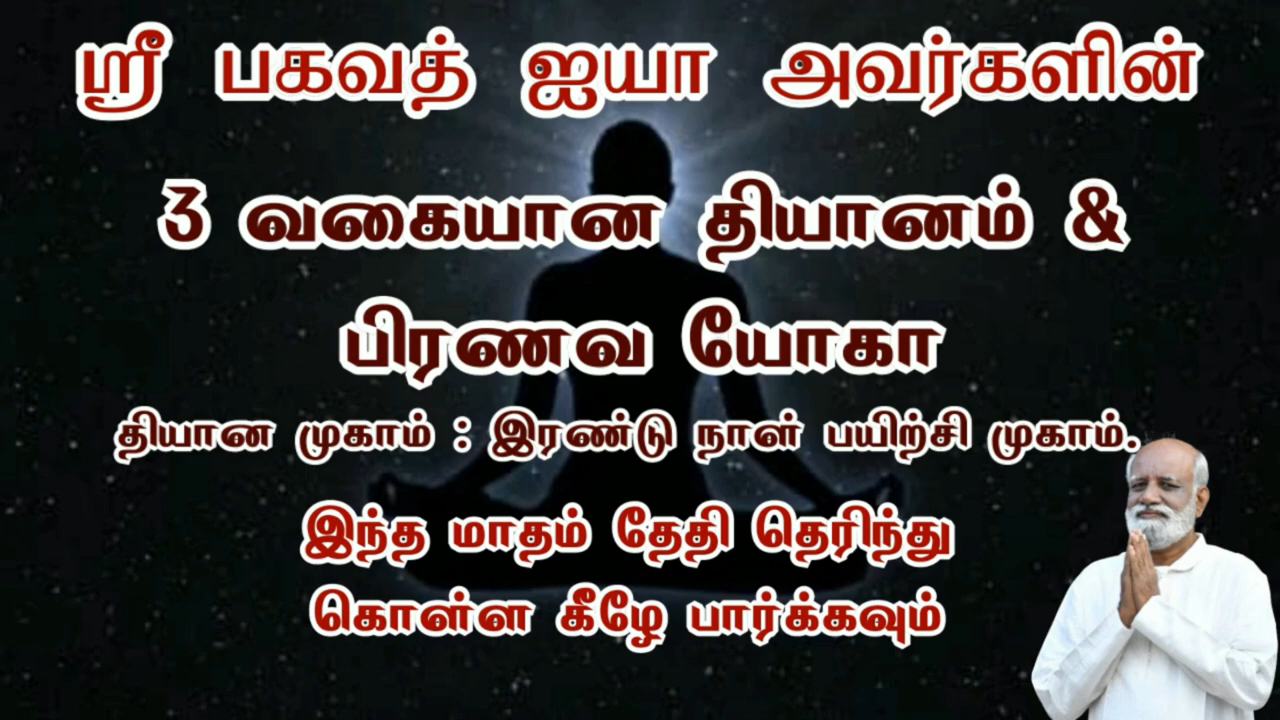 ஸ்ரீ பகவத் ஐயா அவர்களின்
3 வகையான தியானம் &
பிரணவ யோகா
தியான முகாம் : இரண்டு நாள் பயிற்சி முகாம்.
இந்த மாதம் தேதி தெரிந்து
கொள்ள கீழே பார்க்கவும்